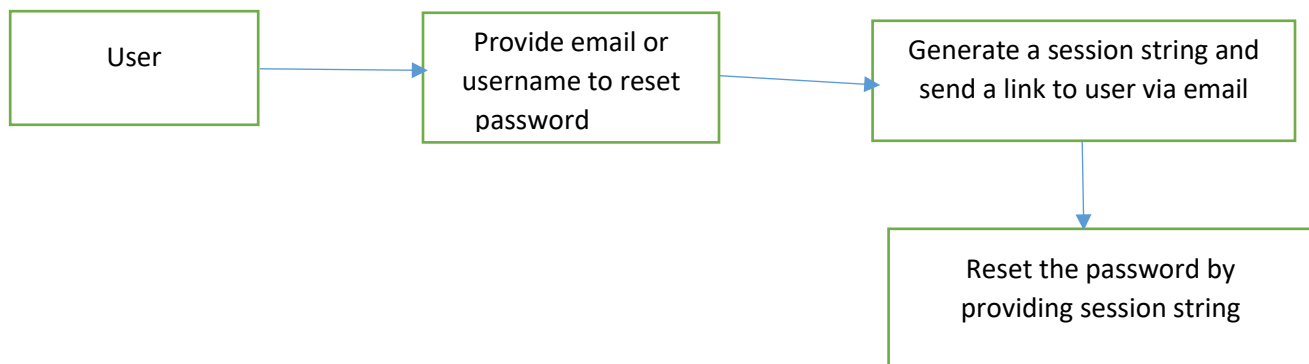 User
Provide email or
username to reset
password
Generate a session string and
send a link to user via email
Reset the password by
providing session string